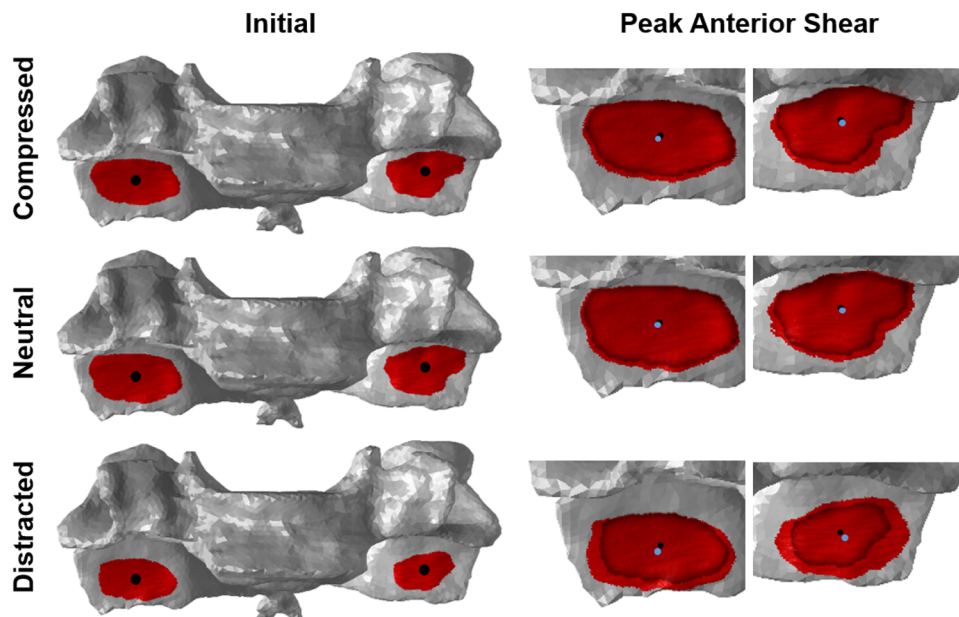 Initial
Peak Anterior Shear
Compressed
Neutral
Distracted